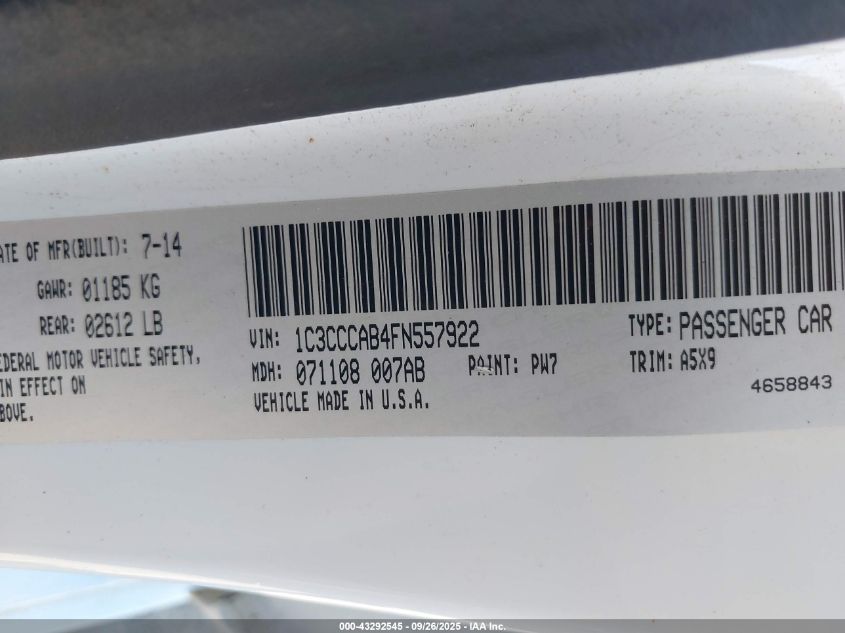 ATE OF MFR(BUILT): 7-14
GAWR: 01185 KG
REAR: 02612 LB
EDERAL MOTOR VEHICLE SAFETY,
IN EFFECT ON
BOVE.
VIN: 1C3CCCAB4FN557922
TYPE: PASSENGER CAR
MDH: 071108 007AB PAINT: PW7
TRIM: A5X9
VEHICLE MADE IN U.S.A.
4658843
000-43292545 - 09/26/2025 - IAA Inc.